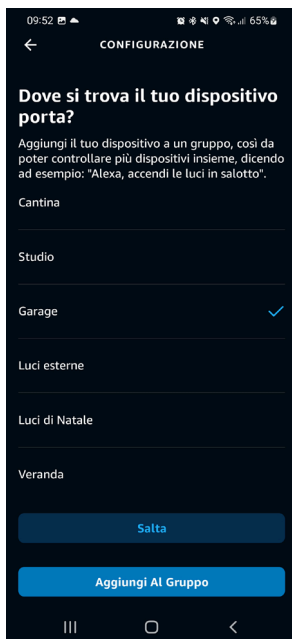 09:52 65%
CONFIGURAZIONE
Dove si trova il tuo dispositivo
porta?
Aggiungi il tuo dispositivo a un gruppo, così da
poter controllare più dispositivi insieme, dicendo
ad esempio: "Alexa, accendi le luci in salotto".
Cantina
Studio
Garage
Luci esterne
Luci di Natale
Veranda
Salta
Aggiungi Al Gruppo